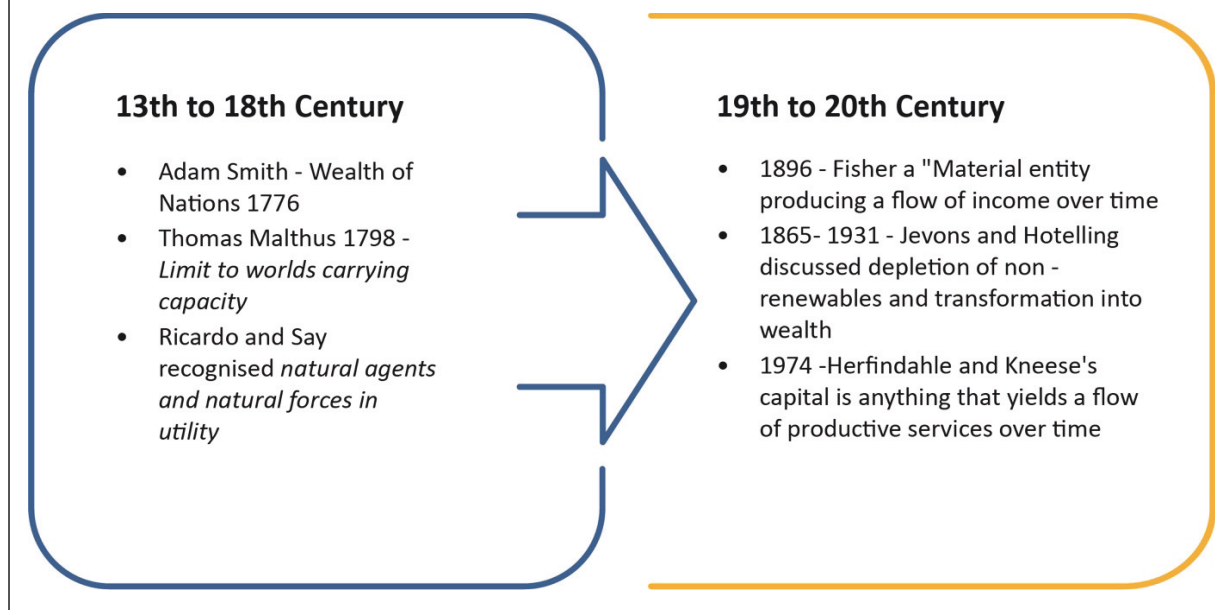 13th to 18th Century
• Adam Smith - Wealth of
Nations 1776
• Thomas Malthus 1798 -
Limit to worlds carrying
capacity
• Ricardo and Say
recognised natural agents
and natural forces in
utility
19th to 20th Century
• 1896 - Fisher a "Material entity
producing a flow of income over time
• 1865- 1931 - Jevons and Hotelling
discussed depletion of non -
renewables and transformation into
wealth
• 1974 -Herfindahle and Kneese's
capital is anything that yields a flow
of productive services over time